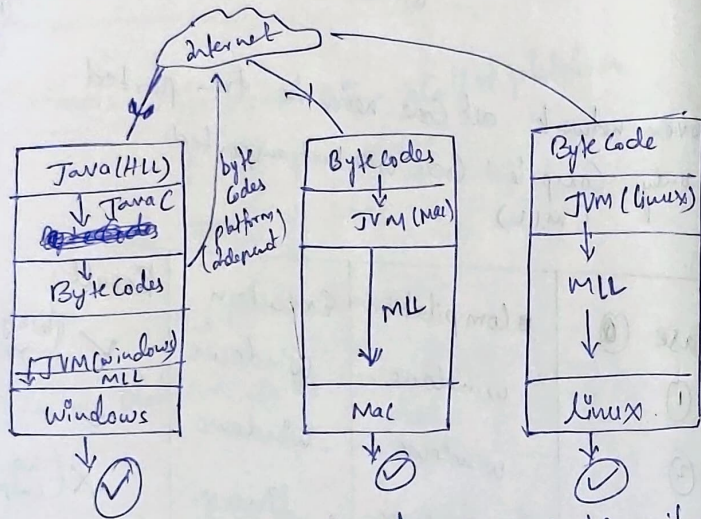 Internet
Java(HLL)
JavaC
Byte Codes
JVM(windows)
MLL
windows
byte
Codes
platform
Byte Codes
JVM (Mac)
MLL
Mac
Byte Code
JVM (linux)
MLL
linux